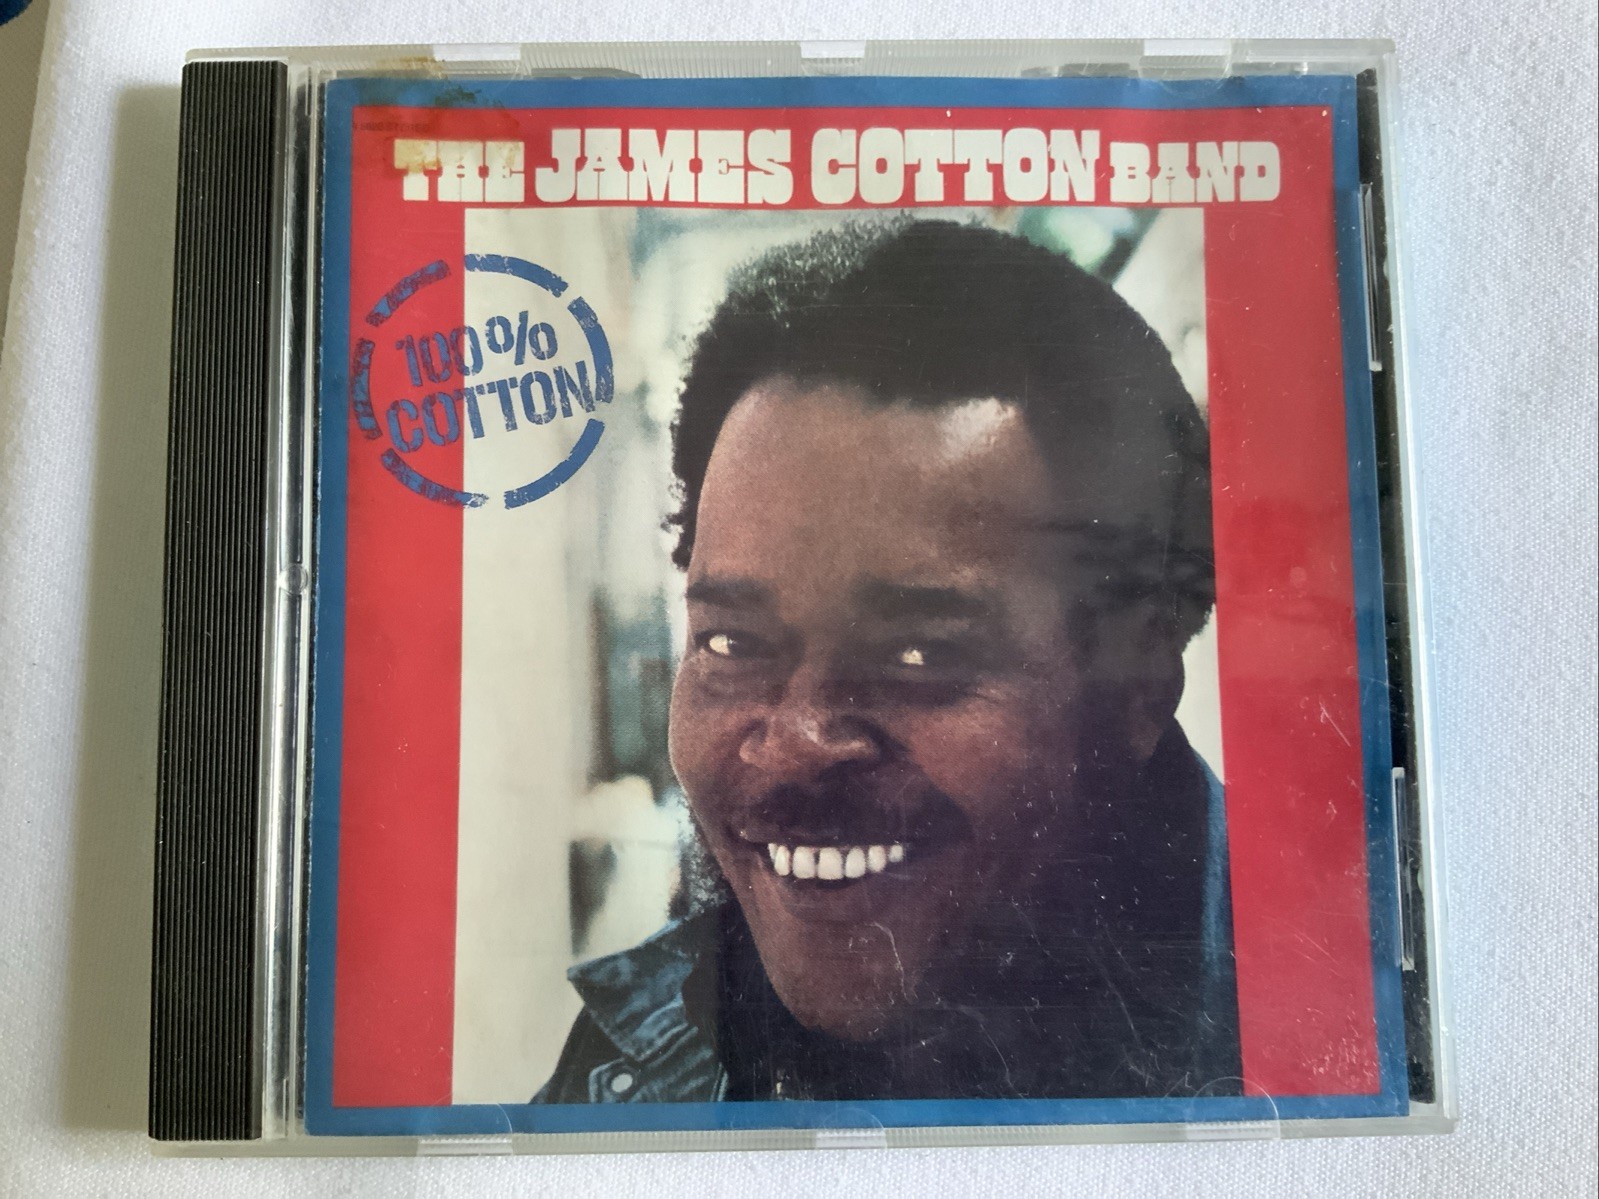 THE JAMES COTTON BAND
100%
COTTON